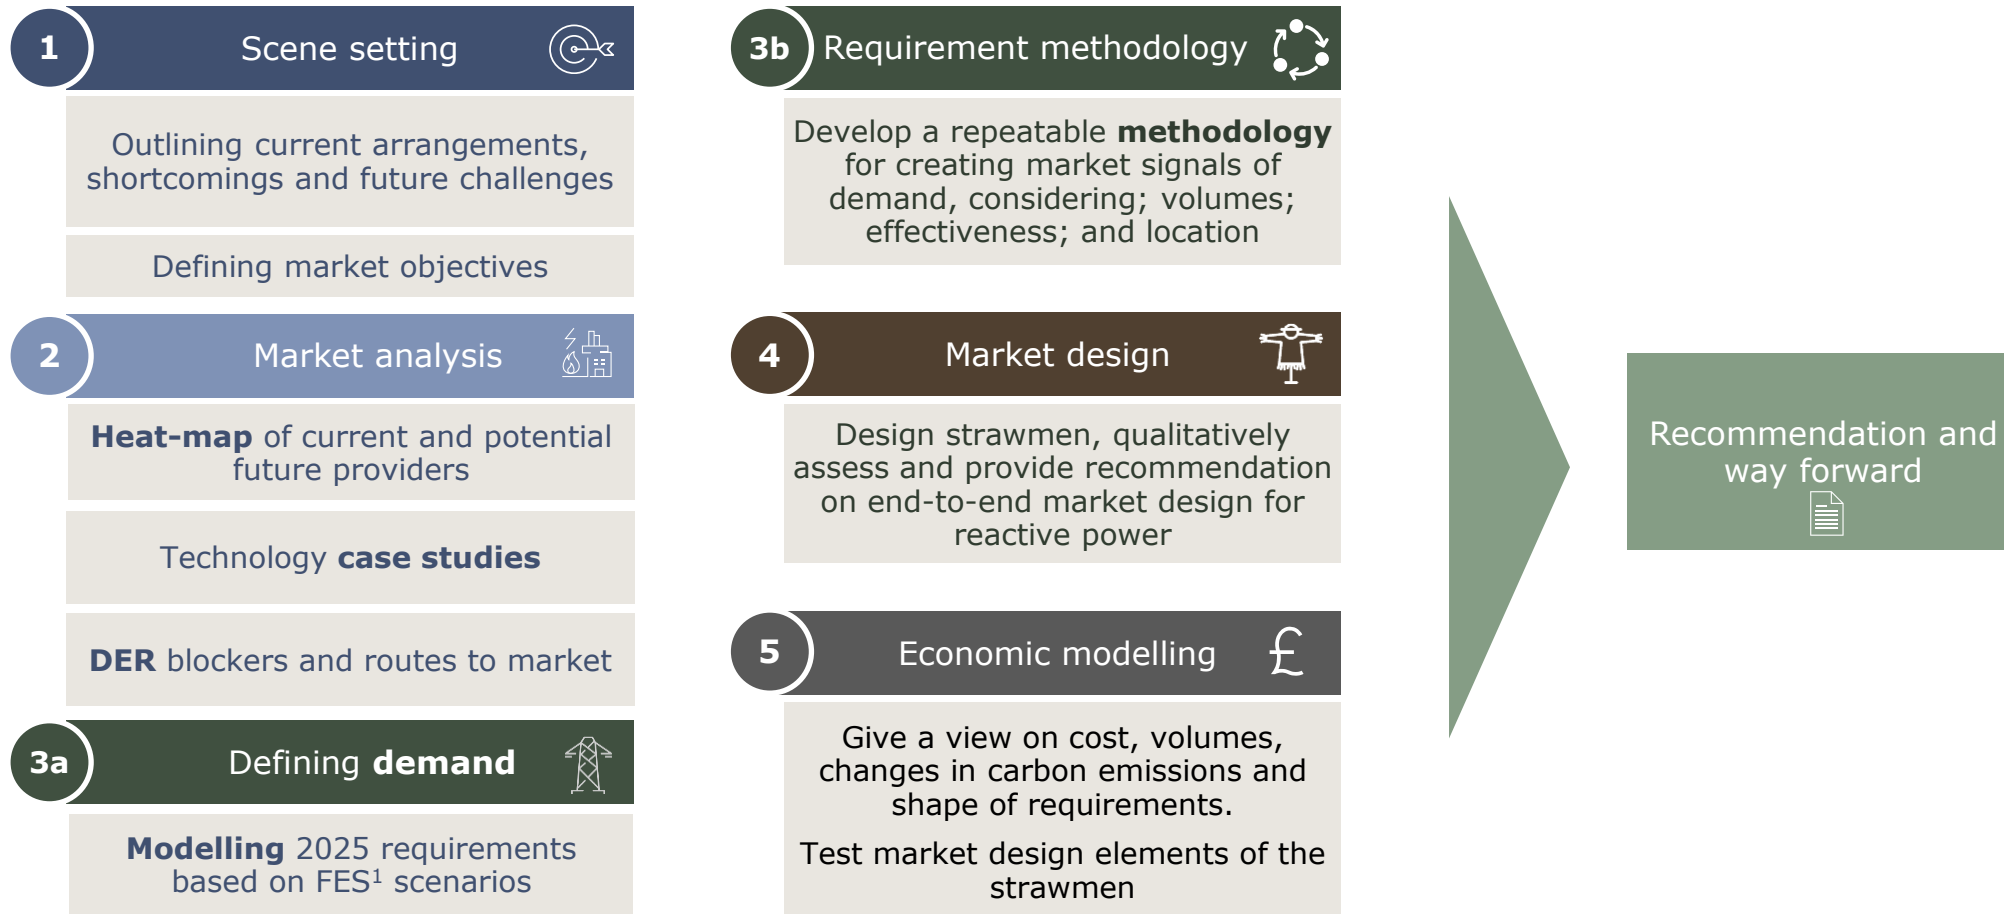 1
Scene setting
Outlining current arrangements,
shortcomings and future challenges
Defining market objectives
2
Market analysis
Heat-map of current and potential
future providers
Technology case studies
DER blockers and routes to market
3a
Defining demand
Modelling 2025 requirements
based on FES¹ scenarios
3b
Requirement methodology
Develop a repeatable methodology
for creating market signals of
demand, considering; volumes;
effectiveness; and location
4
Market design
Design strawmen, qualitatively
assess and provide recommendation
on end-to-end market design for
reactive power
5
Economic modelling
£
Give a view on cost, volumes,
changes in carbon emissions and
shape of requirements.
Test market design elements of the
strawmen
Recommendation and
way forward